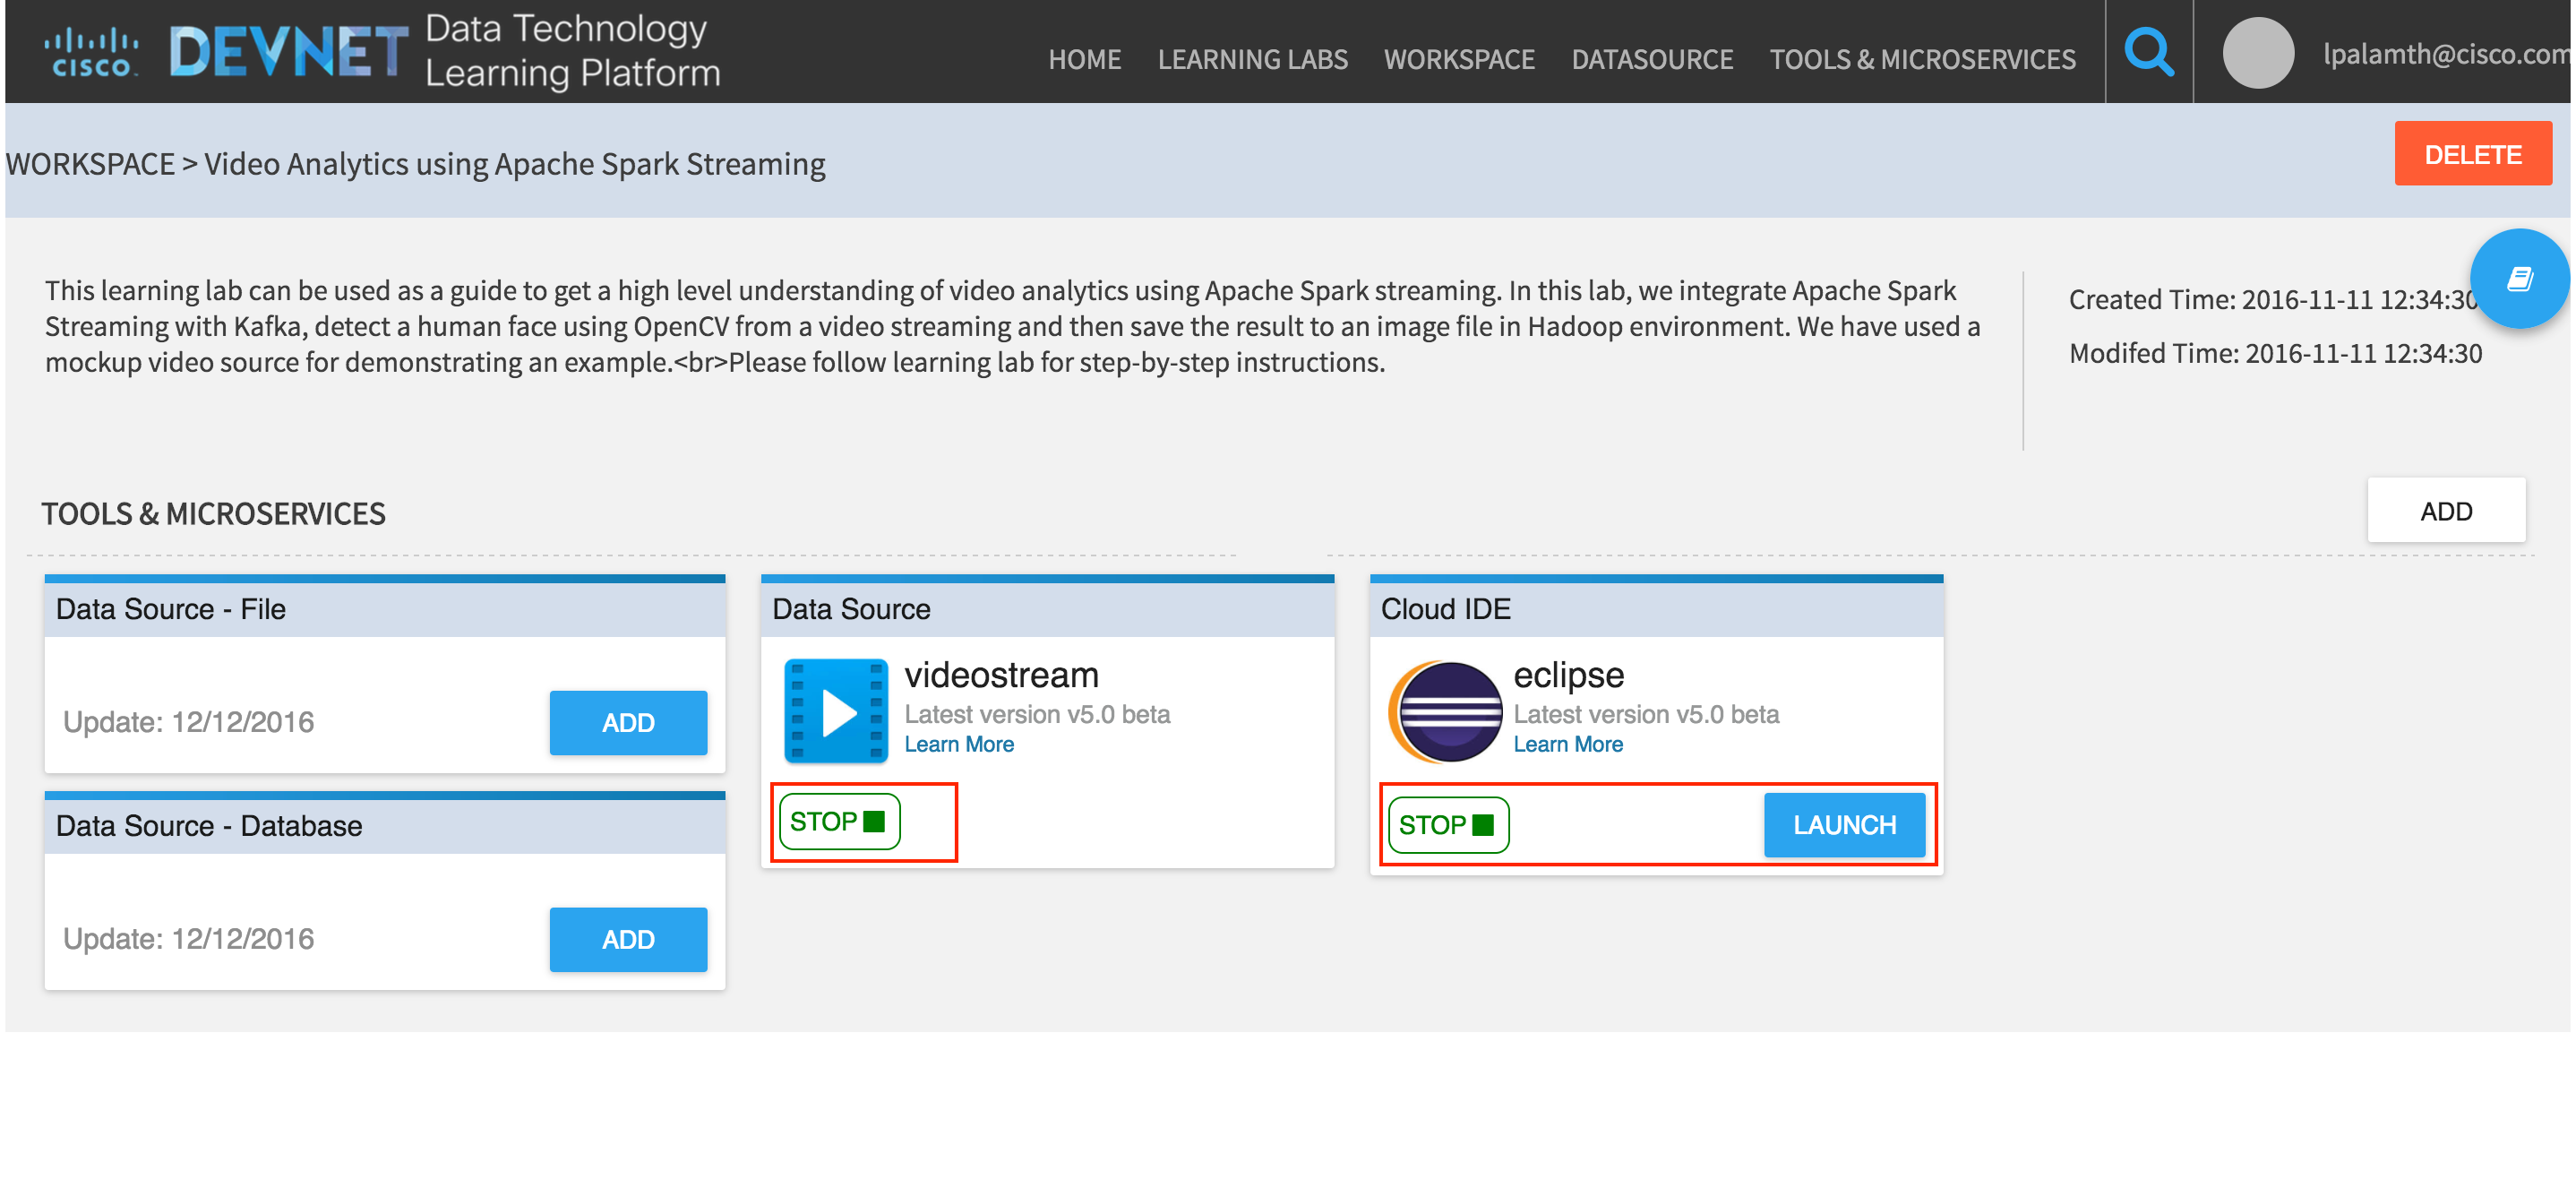 CISCO
DEVNET
Data Technology
Learning Platform
HOME LEARNING LABS WORKSPACE DATASOURCE TOOLS & MICROSERVICES
lpalamth@cisco.com
WORKSPACE > Video Analytics using Apache Spark Streaming
DELETE
This learning lab can be used as a guide to get a high level understanding of video analytics using Apache Spark streaming. In this lab, we integrate Apache Spark
Streaming with Kafka, detect a human face using OpenCV from a video streaming and then save the result to an image file in Hadoop environment. We have used a
mockup video source for demonstrating an example.<br>Please follow learning lab for step-by-step instructions.
Created Time: 2016-11-11 12:34:30
Modifed Time: 2016-11-11 12:34:30
TOOLS & MICROSERVICES
ADD
Data Source - File
Update: 12/12/2016
ADD
Data Source - Database
Update: 12/12/2016
ADD
Data Source
videostream
Latest version v5.0 beta
Learn More
STOP
Cloud IDE
eclipse
Latest version v5.0 beta
Learn More
STOP
LAUNCH